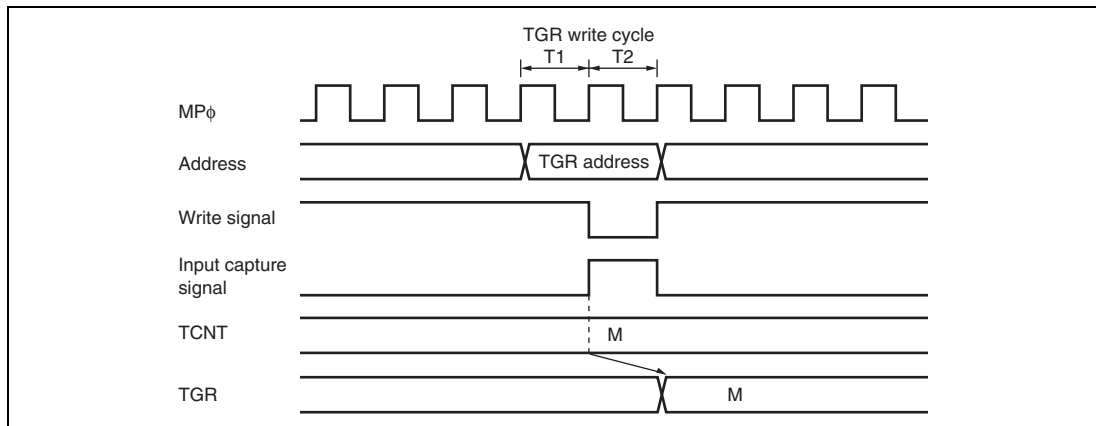 TGR write cycle
T1 T2
MPφ
Address
TGR address
Write signal
Input capture
signal
TCNT
M
TGR
M